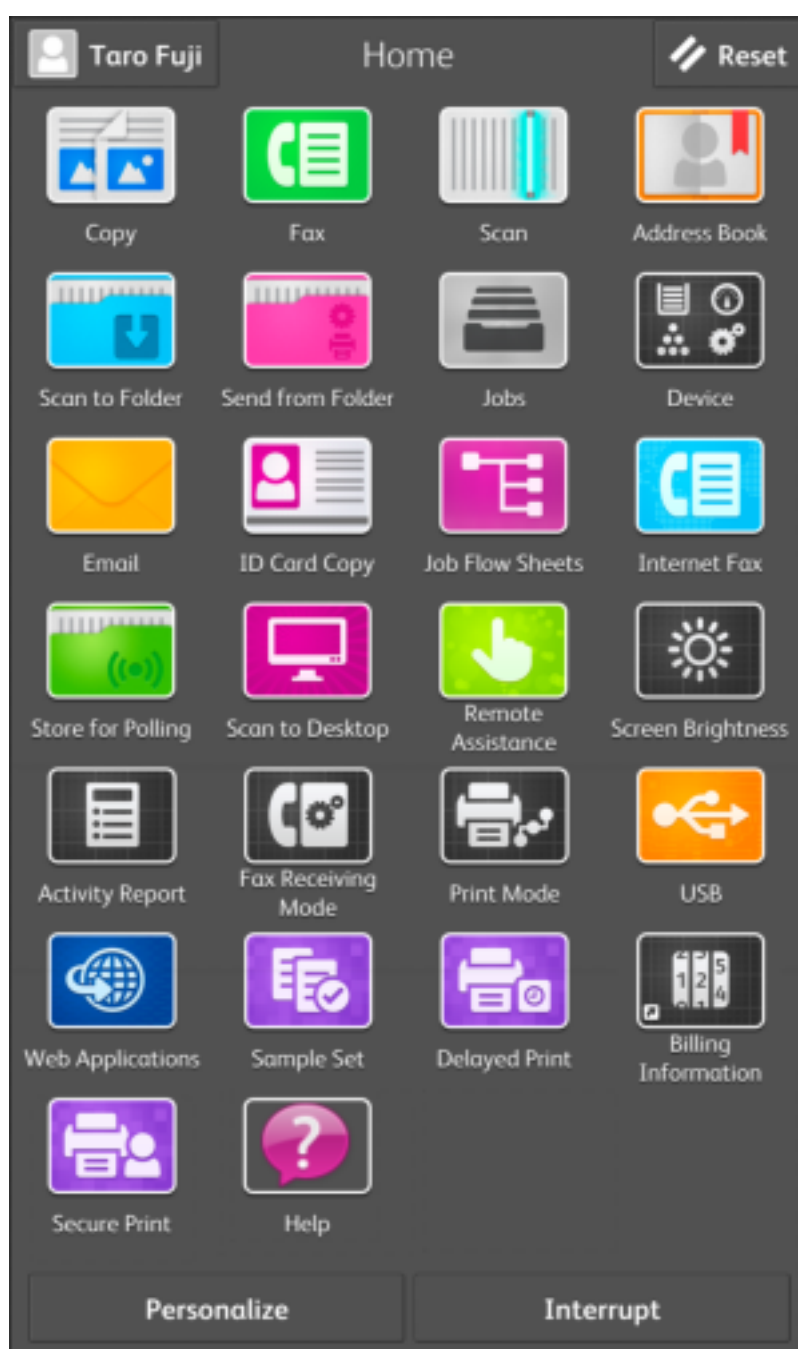 Taro Fuji Home Reset
Copy Fax Scan Address Book
Scan to Folder Send from Folder Jobs Device
Email ID Card Copy Job Flow Sheets Internet Fax
Store for Polling Scan to Desktop Remote Assistance Screen Brightness
Activity Report Fax Receiving Mode Print Mode USB
Web Applications Sample Set Delayed Print Billing Information
Secure Print Help
Personalize Interrupt